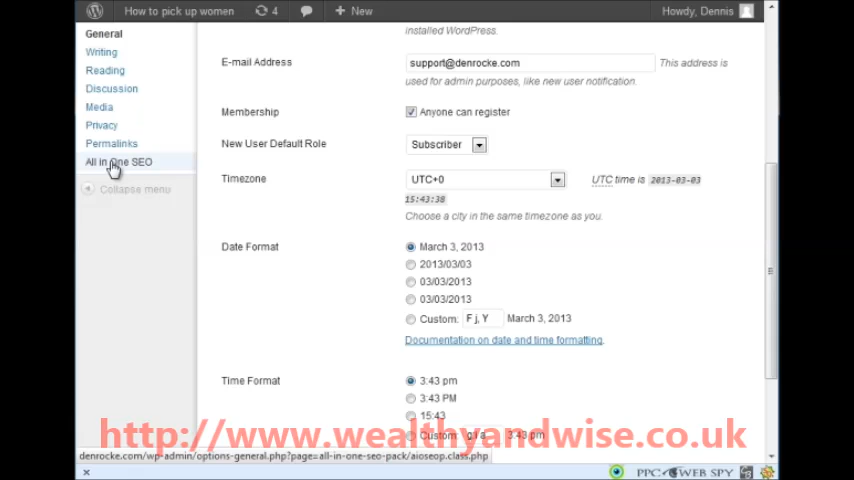 How to pick up women 4 New Howdy, Dennis
General
Writing
Reading
Discussion
Media
Privacy
Permalinks
All in One SEO
Collapse menu
installed WordPress.
E-mail Address support@denrocke.com This address is
used for admin purposes, like new user notification.
Membership Anyone can register
New User Default Role Subscriber
Timezone UTC+0 UTC time is 2013-03-03
15:43:38
Choose a city in the same timezone as you.
Date Format March 3, 2013
2013/03/03
03/03/2013
03/03/2013
Custom: F j, Y March 3, 2013
Documentation on date and time formatting.
Time Format 3:43 pm
3:43 PM
15:43
Custom: g:i a 3:43 pm
http://www.wealthyandwise.co.uk
denrocke.com/wp-admin/options-general.php?page=all-in-one-seo-pack/aioseop.class.php
PPC WEB SPY